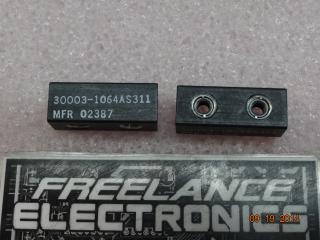 30003-1064AS311
MFR 02387
FREELANCE
ELECTRONICS